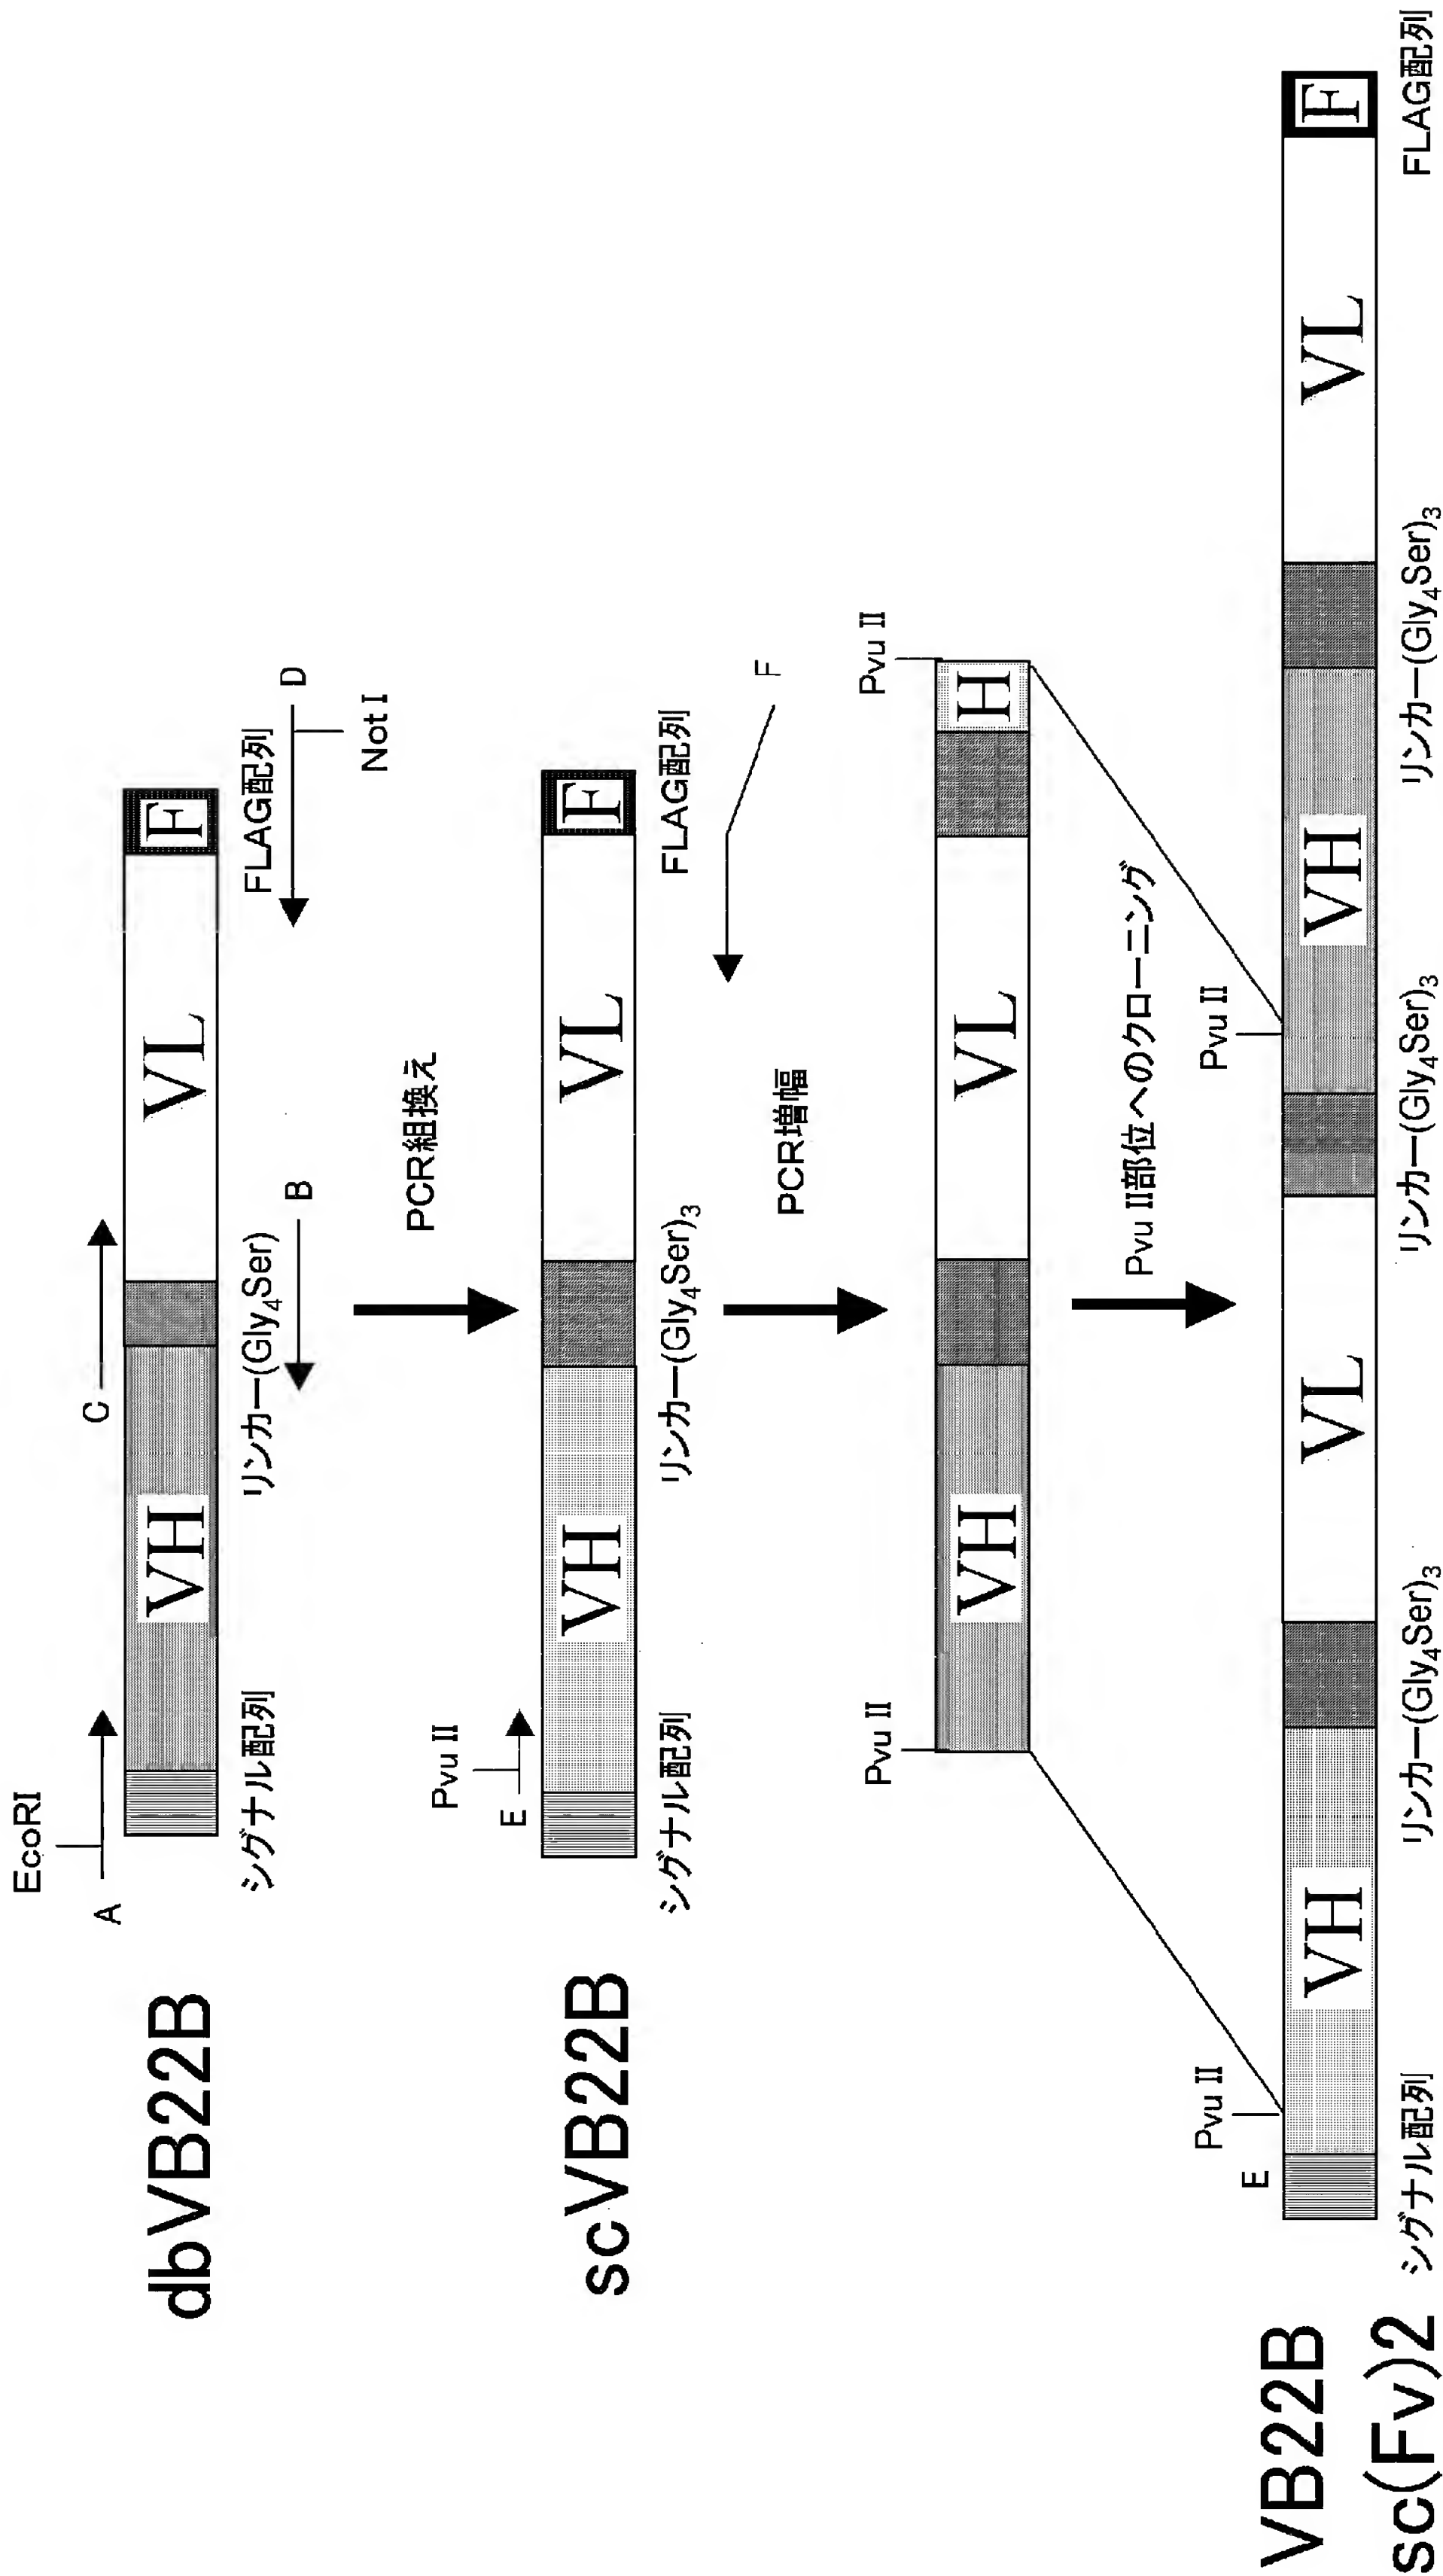 EcoRI
A
C
dbVB22B
VH
VL
F
シグナル配列
リンカー(Gly₄Ser)
FLAG配列
B
D
Not I
PCR組換え
Pvu II
E
scVB22B
VH
VL
F
シグナル配列
リンカー(Gly₄Ser)₃
FLAG配列
F
PCR増幅
Pvu II
Pvu II
VH
VL
H
Pvu II部位へのクローニング
Pvu II
Pvu II
E
VB22B
sc(Fv)2
VH
VL
VH
VL
F
シグナル配列
リンカー(Gly₄Ser)₃
リンカー(Gly₄Ser)₃
リンカー(Gly₄Ser)₃
FLAG配列